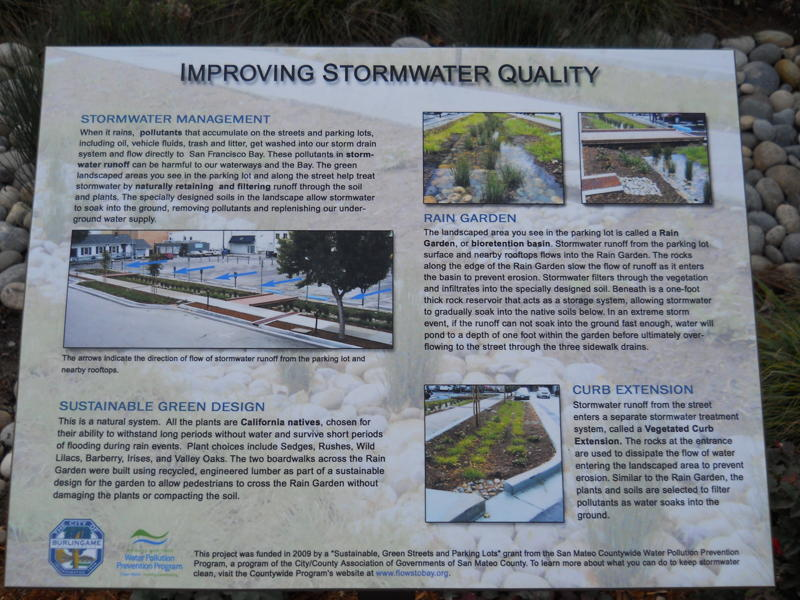 IMPROVING STORMWATER QUALITY
STORMWATER MANAGEMENT
When it rains, pollutants that accumulate on the streets and parking lots,
including oil, vehicle fluids, trash and litter, get washed into our storm drain
system and flow directly to San Francisco Bay. These pollutants in storm-
water runoff can be harmful to our waterways and the Bay. The green
landscaped areas you see in the parking lot and along the street help treat
stormwater by naturally retaining and filtering runoff through the soil
and plants. The specially designed soils in the landscape allow stormwater
to soak into the ground, removing pollutants and replenishing our under-
ground water supply.
The arrows indicate the direction of flow of stormwater runoff from the parking lot and
nearby rooftops.
SUSTAINABLE GREEN DESIGN
This is a natural system. All the plants are California natives, chosen for
their ability to withstand long periods without water and survive short periods
of flooding during rain events. Plant choices include Sedges, Rushes, Wild
Lilacs, Barberry, Irises, and Valley Oaks. The two boardwalks across the Rain
Garden were built using recycled, engineered lumber as part of a sustainable
design for the garden to allow pedestrians to cross the Rain Garden without
damaging the plants or compacting the soil.
RAIN GARDEN
The landscaped area you see in the parking lot is called a Rain
Garden, or bioretention basin. Stormwater runoff from the parking lot
surface and nearby rooftops flows into the Rain Garden. The rocks
along the edge of the Rain Garden slow the flow of runoff as it enters
the basin to prevent erosion. Stormwater filters through the vegetation
and infiltrates into the specially designed soil. Beneath is a one-foot
thick rock reservoir that acts as a storage system, allowing stormwater
to gradually soak into the native soils below. In an extreme storm
event, if the runoff can not soak into the ground fast enough, water will
pond to a depth of one foot within the garden before ultimately over-
flowing to the street through the three sidewalk drains.
CURB EXTENSION
Stormwater runoff from the street
enters a separate stormwater treatment
system, called a Vegetated Curb
Extension. The rocks at the entrance
are used to dissipate the flow of water
entering the landscaped area to prevent
erosion. Similar to the Rain Garden, the
plants and soils are selected to filter
pollutants as water soaks into the
ground.
THE CITY OF
BURLINGAME
Water Pollution
Prevention Program
This project was funded in 2009 by a "Sustainable, Green Streets and Parking Lots" grant from the San Mateo Countywide Water Pollution Prevention
Program, a program of the City/County Association of Governments of San Mateo County. To learn more about what you can do to keep stormwater
clean, visit the Countywide Program's website at www.flowstobay.org.